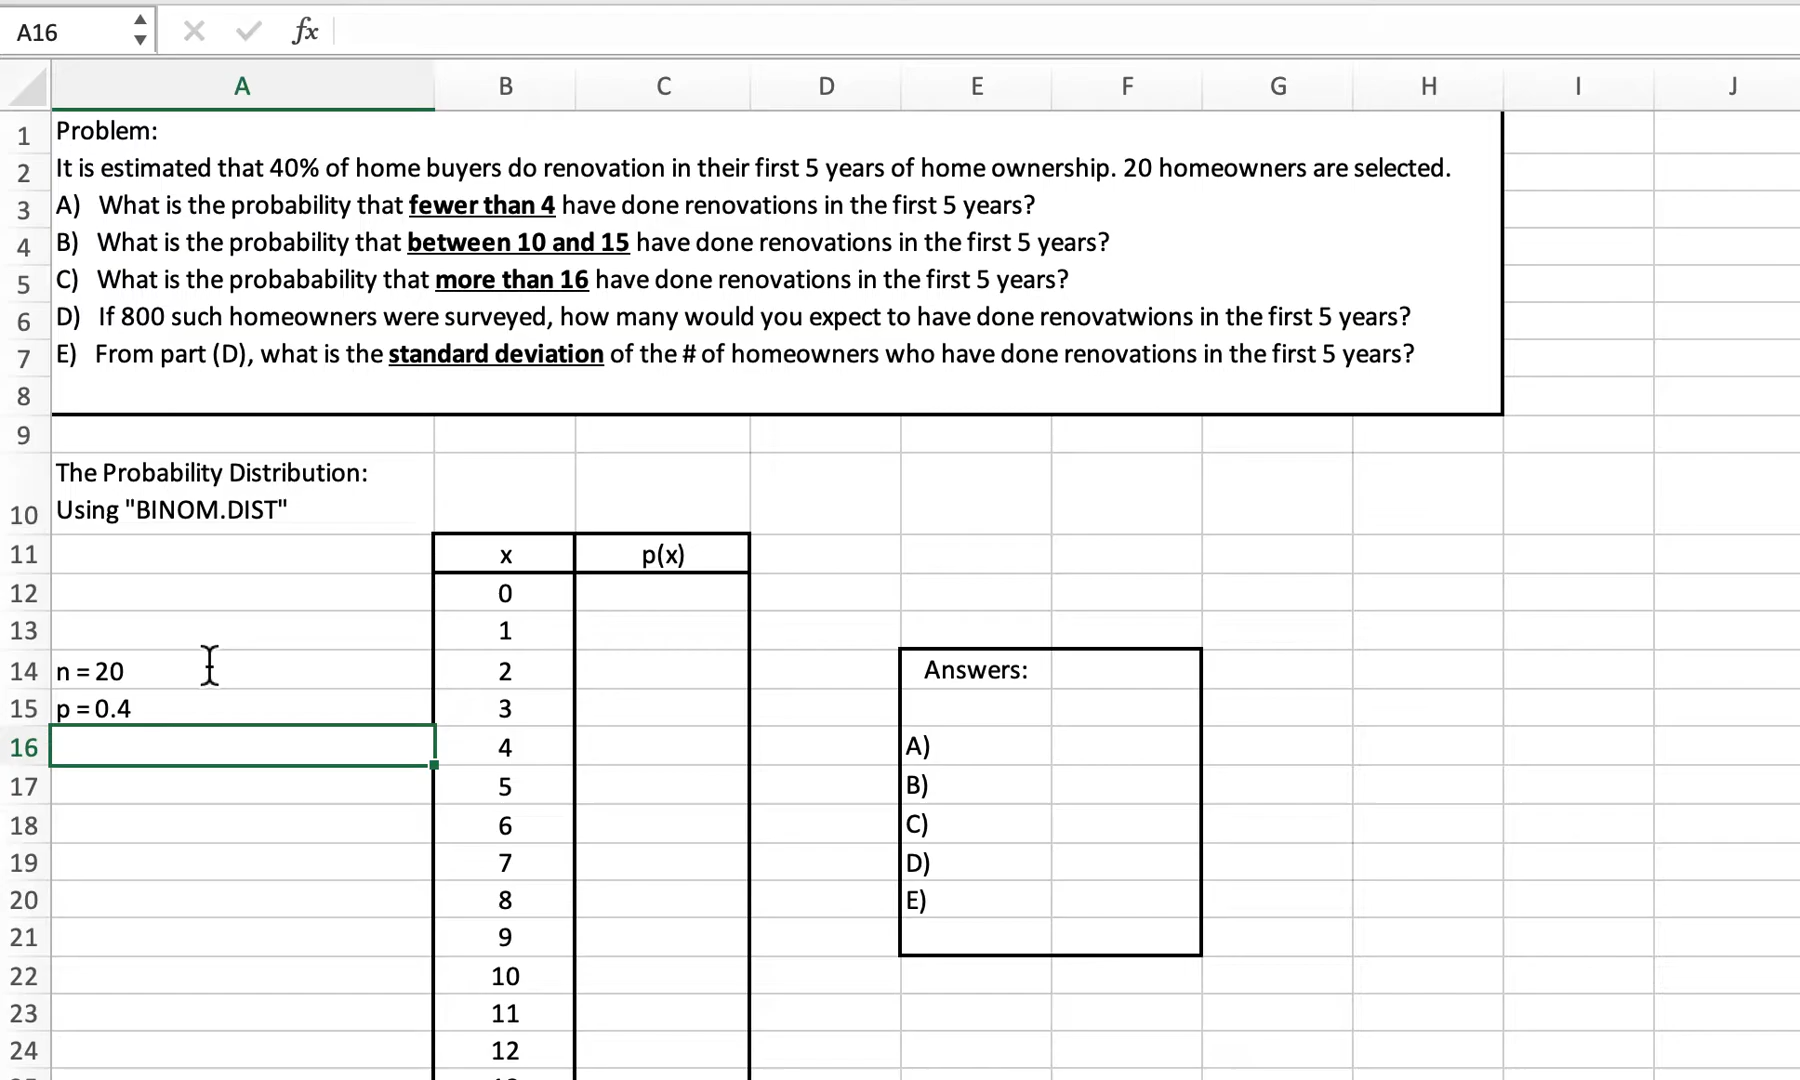 A16
fx
A B C D E F G H I J
1 Problem:
2 It is estimated that 40% of home buyers do renovation in their first 5 years of home ownership. 20 homeowners are selected.
3 A) What is the probability that fewer than 4 have done renovations in the first 5 years?
4 B) What is the probability that between 10 and 15 have done renovations in the first 5 years?
5 C) What is the probabability that more than 16 have done renovations in the first 5 years?
6 D) If 800 such homeowners were surveyed, how many would you expect to have done renovatwions in the first 5 years?
7 E) From part (D), what is the standard deviation of the # of homeowners who have done renovations in the first 5 years?
8
9
The Probability Distribution:
10 Using "BINOM.DIST"
11 x p(x)
12 0
13 1
14 n = 20 2 Answers:
15 p = 0.4 3
16 4 A)
17 5 B)
18 6 C)
19 7 D)
20 8 E)
21 9
22 10
23 11
24 12